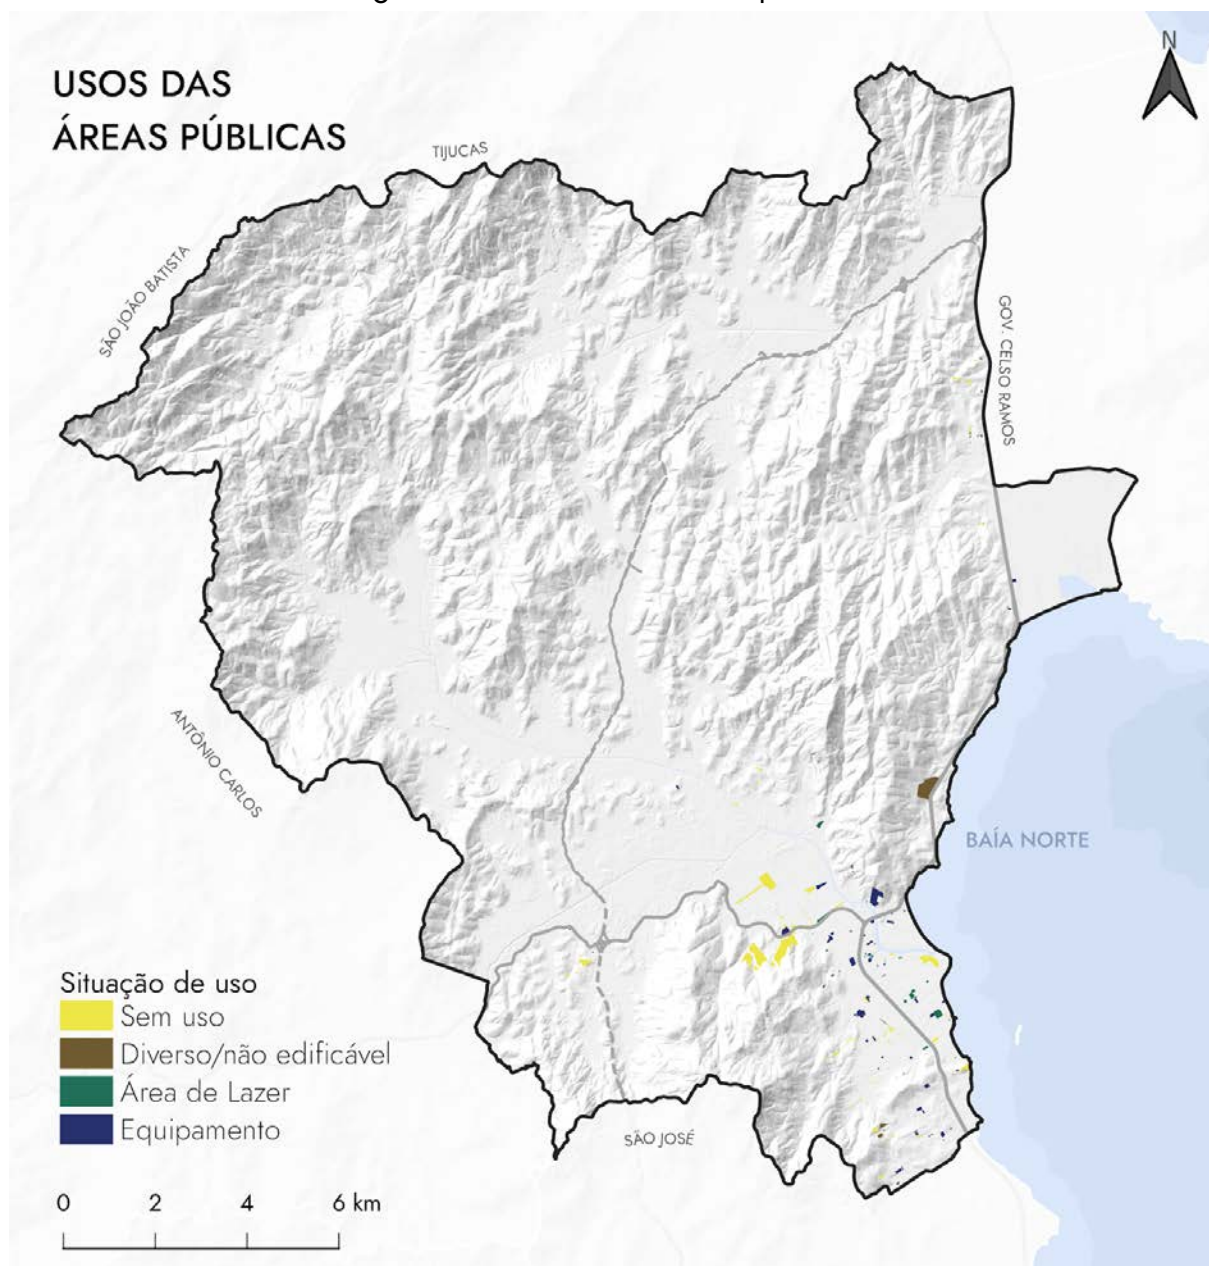 N
USOS DAS
ÁREAS PÚBLICAS
TIJUCAS
SÃO JOÃO BATISTA
GOV. CELSO RAMOS
ANTÔNIO CARLOS
BAÍA NORTE
Situação de uso
Sem uso
Diverso/não edificável
Área de Lazer
Equipamento
SÃO JOSÉ
0 2 4 6 km